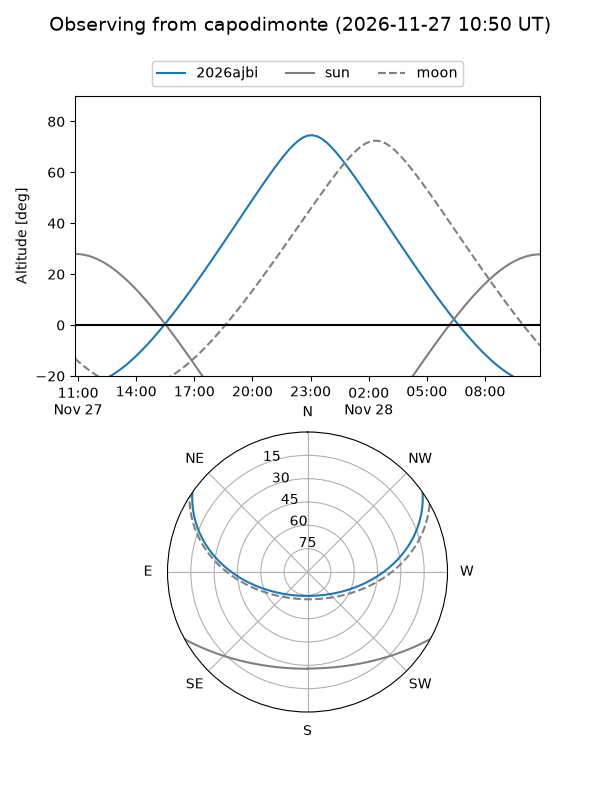 Observing from capodimonte (2026-11-27 10:50 UT)
2026ajbi sun moon
Altitude [deg]
80
60
40
20
0
−20
11:00 14:00 17:00 20:00 23:00 02:00 05:00 08:00
Nov 27 Nov 28
N
NE NW
15
30
45
60
75
E W
SE SW
S